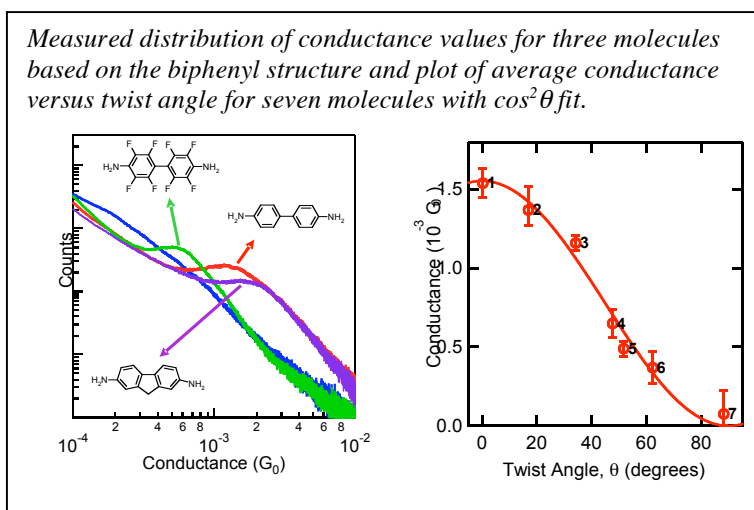 Measured distribution of conductance values for three molecules
based on the biphenyl structure and plot of average conductance
versus twist angle for seven molecules with cos²θ fit.
Counts
F F F F
H₂N NH₂
F F F F
H₂N NH₂
H₂N NH₂
10⁻⁴ 2 4 6 8 10⁻³ 2 4 6 8 10⁻²
Conductance (G₀)
Conductance (10⁻³ G₀)
1.5
1.0
0.5
0.0
1
2
3
4
5
6
7
0 20 40 60 80
Twist Angle, θ (degrees)